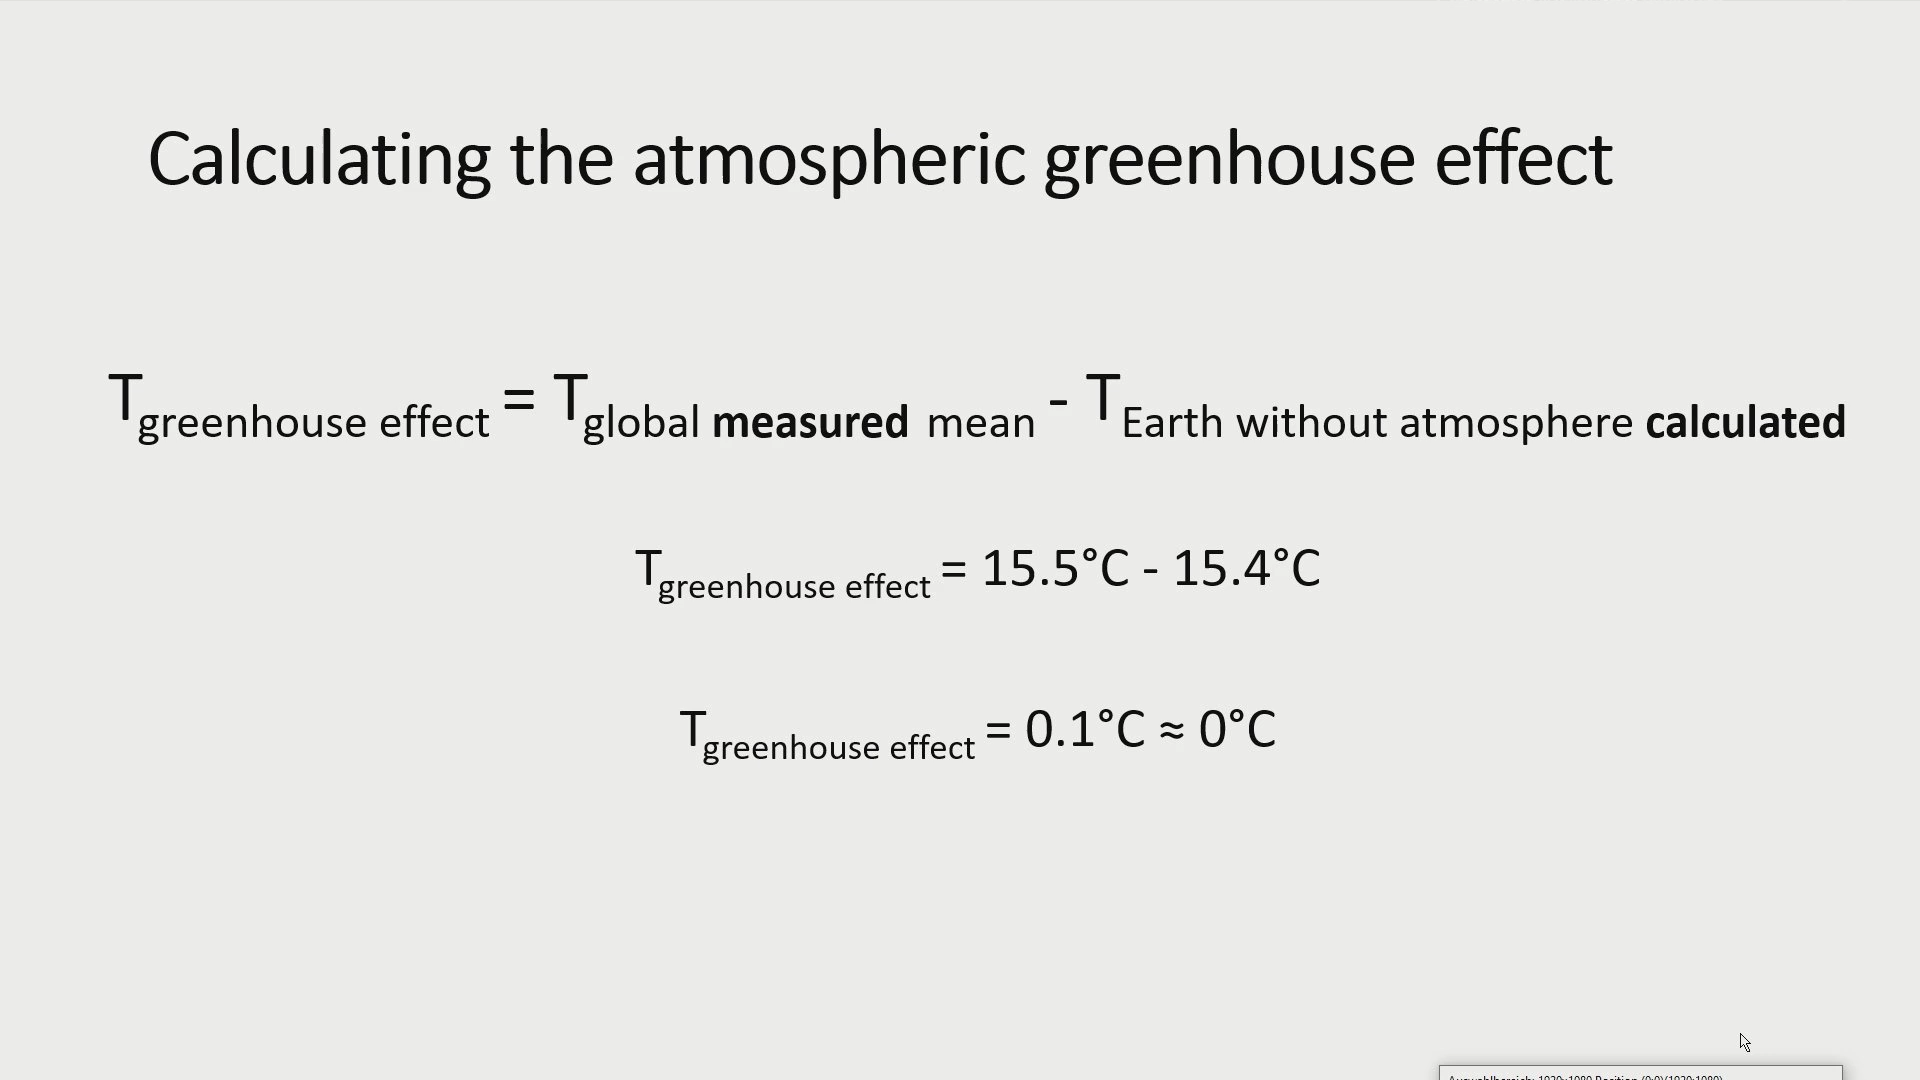 Calculating the atmospheric greenhouse effect
Tgreenhouse effect = Tglobal measured mean - TEarth without atmosphere calculated
Tgreenhouse effect = 15.5°C - 15.4°C
Tgreenhouse effect = 0.1°C ≈ 0°C